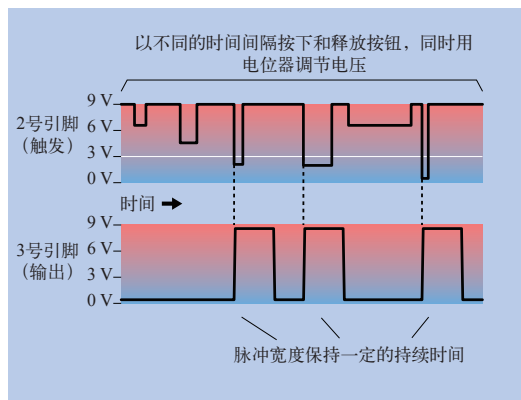 以不同的时间间隔按下和释放按钮，同时用
电位器调节电压
9 V
2号引脚
6 V
（触发）
3 V
0 V
时间
9 V
3号引脚
6 V
（输出）
3 V
0 V
脉冲宽度保持一定的持续时间